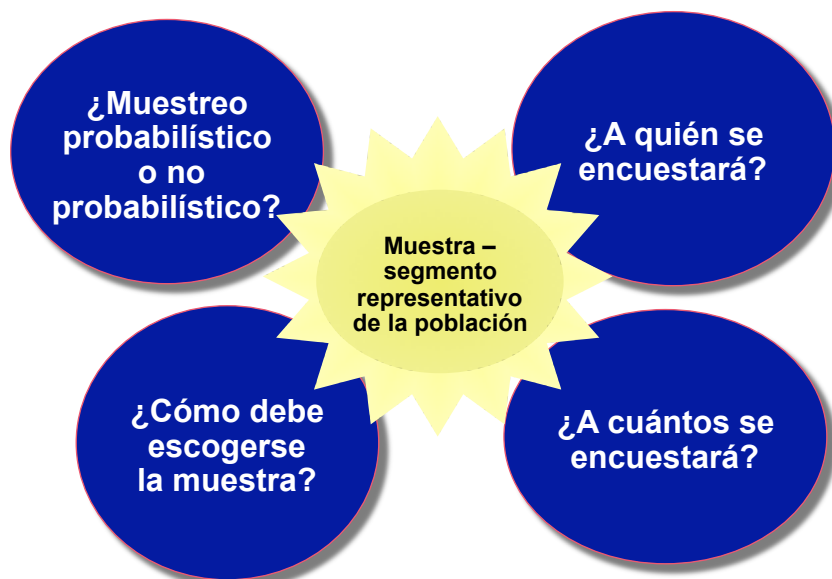 ¿Muestreo
probabilístico
o no
probabilístico?
¿A quién se
encuestará?
Muestra –
segmento
representativo
de la población
¿Cómo debe
escogerse
la muestra?
¿A cuántos se
encuestará?